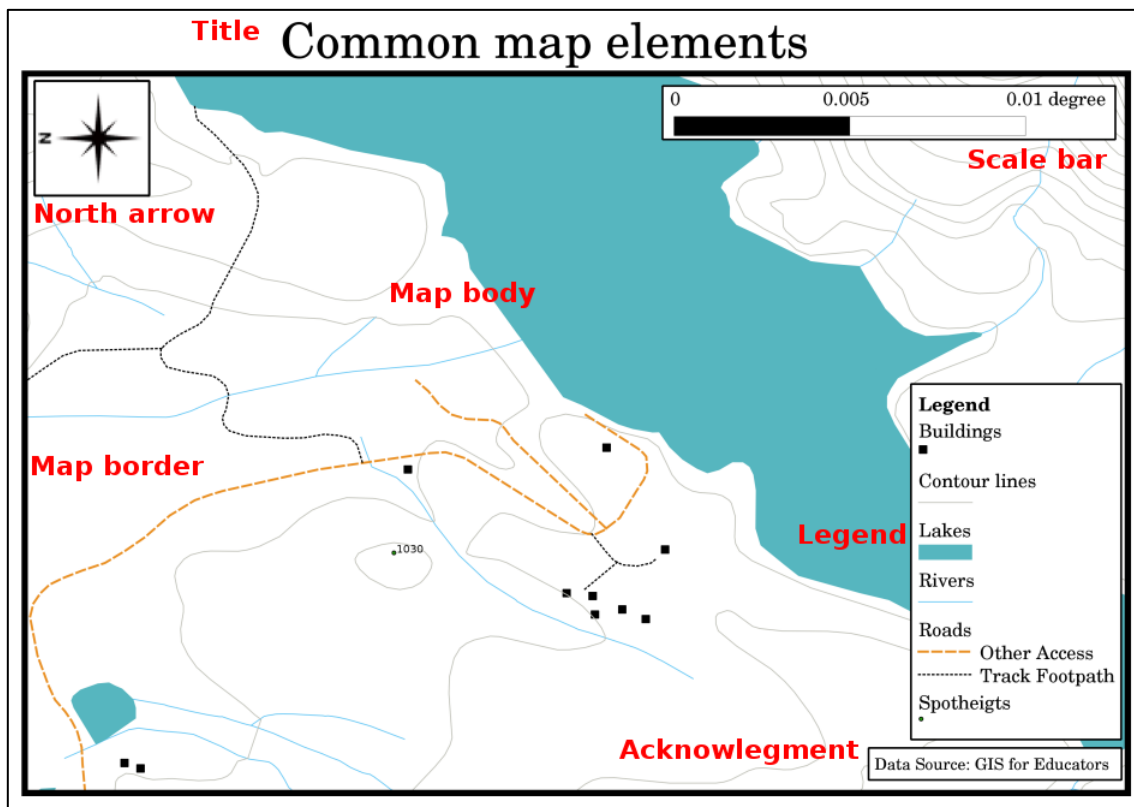 Title Common map elements
0 0.005 0.01 degree
N
Scale bar
North arrow
Map body
Legend
Buildings
Map border
Contour lines
Legend
Lakes
1030
Rivers
Roads
Other Access
Track Footpath
Spotheigts
Acknowlegment
Data Source: GIS for Educators